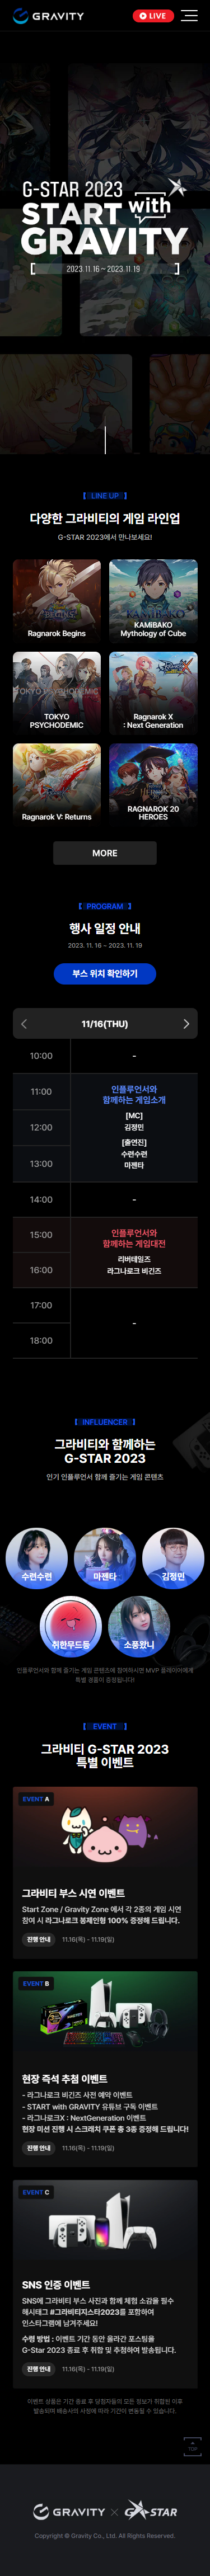 GRAVITY
LIVE
G-STAR 2023
START with
GRAVITY
2023.11.16 ~ 2023.11.19
【 LINE UP 】
다양한 그라비티의 게임 라인업
G-STAR 2023에서 만나보세요!
Ragnarok Begins
KAMiBAKO
KAMiBAKO
Mythology of Cube
TOKYO PSYCHODEMIC
TOKYO
PSYCHODEMIC
Ragnarok X
: Next Generation
Ragnarok V: Returns
RAGNAROK 20
HEROES
MORE
【 PROGRAM 】
행사 일정 안내
2023. 11. 16 ~ 2023. 11. 19
부스 위치 확인하기
11/16(THU)
10:00
-
11:00
인플루언서와
함께하는 게임소개
[MC]
12:00
김정민
[출연진]
수련수련
13:00
마젠타
14:00
-
15:00
인플루언서와
함께하는 게임대전
리버테일즈
16:00
라그나로크 비긴즈
17:00
-
18:00
【 INFLUENCER 】
그라비티와 함께하는
G-STAR 2023
인기 인플루언서 함께 즐기는 게임 콘텐츠
수련수련
마젠타
김정민
취한무드등
소풍왔니
인플루언서와 함께 즐기는 게임 콘텐츠에 참여하시면 MVP 플레이어에게
특별 경품이 증정됩니다!
【 EVENT 】
그라비티 G-STAR 2023
특별 이벤트
EVENT A
그라비티 부스 시연 이벤트
Start Zone / Gravity Zone 에서 각 2종의 게임 시연
참여 시 라그나로크 봉제인형 100% 증정해 드립니다.
진행 안내
11.16(목) - 11.19(일)
EVENT B
현장 즉석 추첨 이벤트
- 라그나로크 비긴즈 사전 예약 이벤트
- START with GRAVITY 유튜브 구독 이벤트
- 라그나로크X : NextGeneration 이벤트
현장 미션 진행 시 스크래치 쿠폰 총 3종 증정해 드립니다!
진행 안내
11.16(목) - 11.19(일)
EVENT C
SNS 인증 이벤트
SNS에 그라비티 부스 사진과 함께 체험 소감을 필수
해시태그 #그라비티지스타2023를 포함하여
인스타그램에 남겨주세요!
수령 방법 : 이벤트 기간 동안 올라간 포스팅을
G-Star 2023 종료 후 취합 및 추첨하여 발송됩니다.
진행 안내
11.16(목) - 11.19(일)
이벤트 상품은 기간 종료 후 당첨자들의 모든 정보가 취합된 이후
발송되며 배송사의 사정에 따라 기간이 변동될 수 있습니다.
TOP
GRAVITY × G-STAR
Copyright © Gravity Co., Ltd. All Rights Reserved.